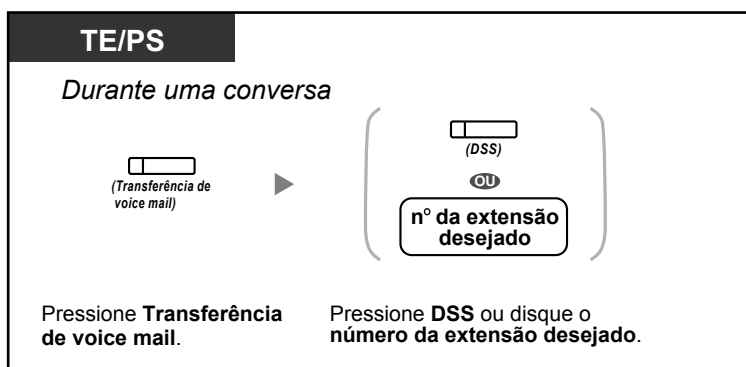 TE/PS
Durante uma conversa
(Transferência de
voice mail)
(DSS)
OU
n° da extensão
desejado
Pressione Transferência
de voice mail.
Pressione DSS ou disque o
número da extensão desejado.